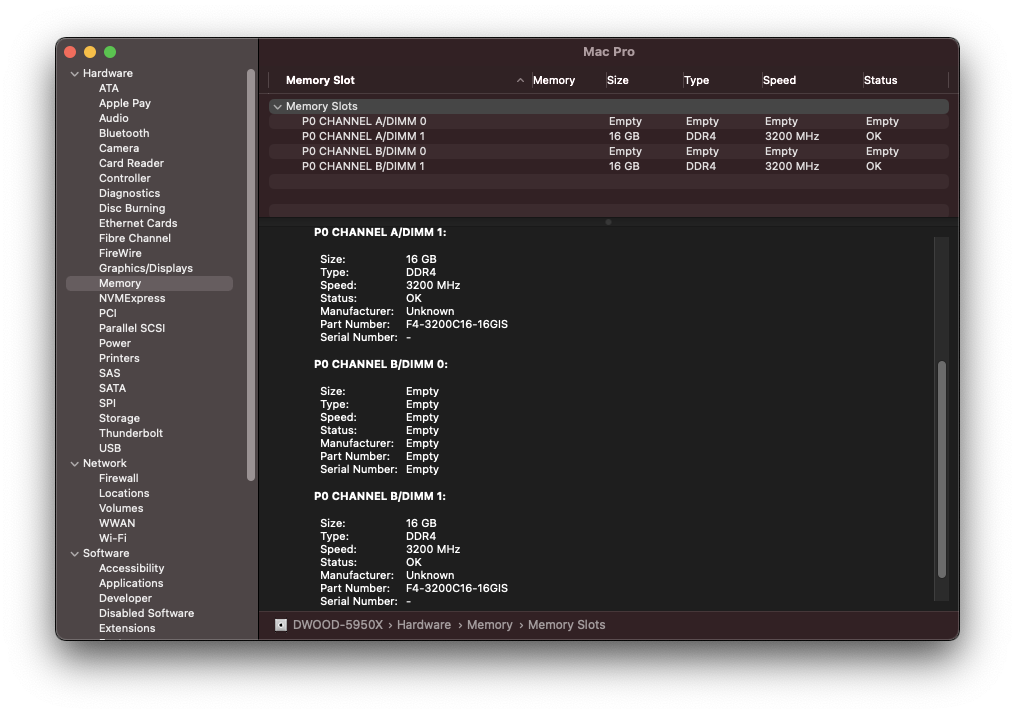 Mac Pro
Hardware
ATA
Apple Pay
Audio
Bluetooth
Camera
Card Reader
Controller
Diagnostics
Disc Burning
Ethernet Cards
Fibre Channel
FireWire
Graphics/Displays
Memory
NVMExpress
PCI
Parallel SCSI
Power
Printers
SAS
SATA
SPI
Storage
Thunderbolt
USB
Network
Firewall
Locations
Volumes
WWAN
Wi-Fi
Software
Accessibility
Applications
Developer
Disabled Software
Extensions
Memory Slot Memory Size Type Speed Status
Memory Slots
P0 CHANNEL A/DIMM 0 Empty Empty Empty Empty
P0 CHANNEL A/DIMM 1 16 GB DDR4 3200 MHz OK
P0 CHANNEL B/DIMM 0 Empty Empty Empty Empty
P0 CHANNEL B/DIMM 1 16 GB DDR4 3200 MHz OK
P0 CHANNEL A/DIMM 1:
Size: 16 GB
Type: DDR4
Speed: 3200 MHz
Status: OK
Manufacturer: Unknown
Part Number: F4-3200C16-16GIS
Serial Number: -
P0 CHANNEL B/DIMM 0:
Size: Empty
Type: Empty
Speed: Empty
Status: Empty
Manufacturer: Empty
Part Number: Empty
Serial Number: Empty
P0 CHANNEL B/DIMM 1:
Size: 16 GB
Type: DDR4
Speed: 3200 MHz
Status: OK
Manufacturer: Unknown
Part Number: F4-3200C16-16GIS
Serial Number: -
DWOOD-5950X › Hardware › Memory › Memory Slots